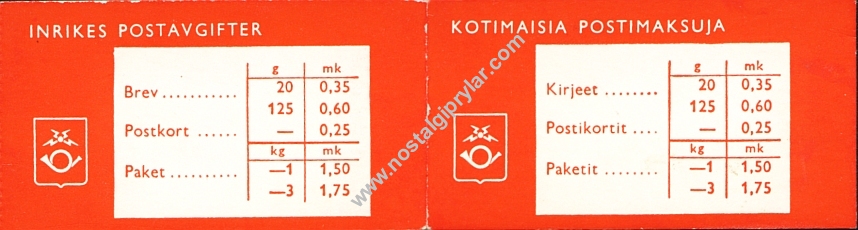 INRIKES POSTAVGIFTER
g mk
Brev........... 20 0,35
125 0,60
Postkort ...... — 0,25
kg mk
Paket .......... —1 1,50
—3 1,75
KOTIMAISIA POSTIMAKSUJA
g mk
Kirjeet ........ 20 0,35
125 0,60
Postikortit .... — 0,25
kg mk
Paketit ........ —1 1,50
—3 1,75
www.nostalgiprylar.com